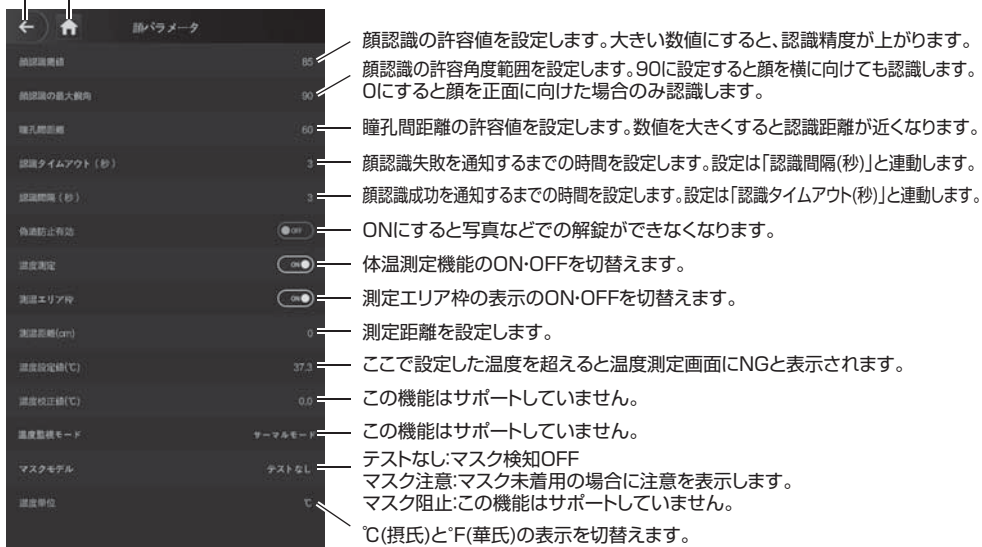 顔パラメータ
顔認識の許容値を設定します。大きい数値にすると、認識精度が上がります。
顔認識閾値 85
顔認識の許容角度範囲を設定します。90に設定すると顔を横に向けても認識します。
0にすると顔を正面に向けた場合のみ認識します。
顔認識の最大傾向 90
瞳孔間距離 60
瞳孔間距離の許容値を設定します。数値を大きくすると認識距離が近くなります。
認識タイムアウト(秒) 3
顔認識失敗を通知するまでの時間を設定します。設定は「認識間隔(秒)」と連動します。
認識間隔(秒) 3
顔認識成功を通知するまでの時間を設定します。設定は「認識タイムアウト(秒)」と連動します。
偽造防止有効 OFF
ONにすると写真などでの解錠ができなくなります。
温度測定 ON
体温測定機能のON・OFFを切替えます。
測温エリア枠 ON
測定エリア枠の表示のON・OFFを切替えます。
測温距離(cm) 0
測定距離を設定します。
温度設定値(℃) 37.3
ここで設定した温度を超えると温度測定画面にNGと表示されます。
温度校正値(℃) 0.0
この機能はサポートしていません。
温度監視モード サーマルモード
この機能はサポートしていません。
マスクモデル テストなし
テストなし:マスク検知OFF
マスク注意:マスク未着用の場合に注意を表示します。
マスク阻止:この機能はサポートしていません。
温度単位 ℃
℃(摂氏)と°F(華氏)の表示を切替えます。